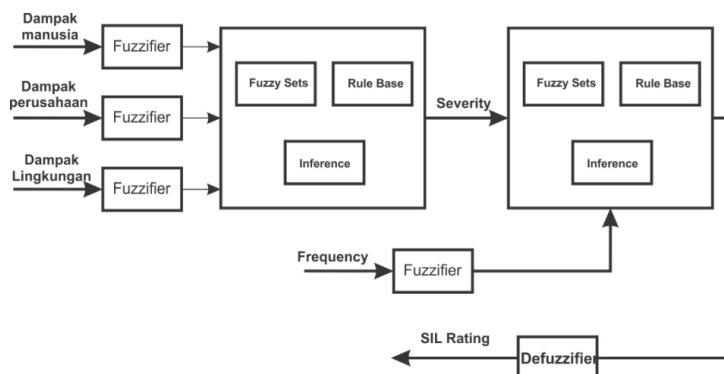 Dampak
manusia
Fuzzifier
Dampak
perusahaan
Fuzzifier
Dampak
Lingkungan
Fuzzifier
Fuzzy Sets
Rule Base
Inference
Severity
Fuzzy Sets
Rule Base
Inference
Frequency
Fuzzifier
SIL Rating
Defuzzifier